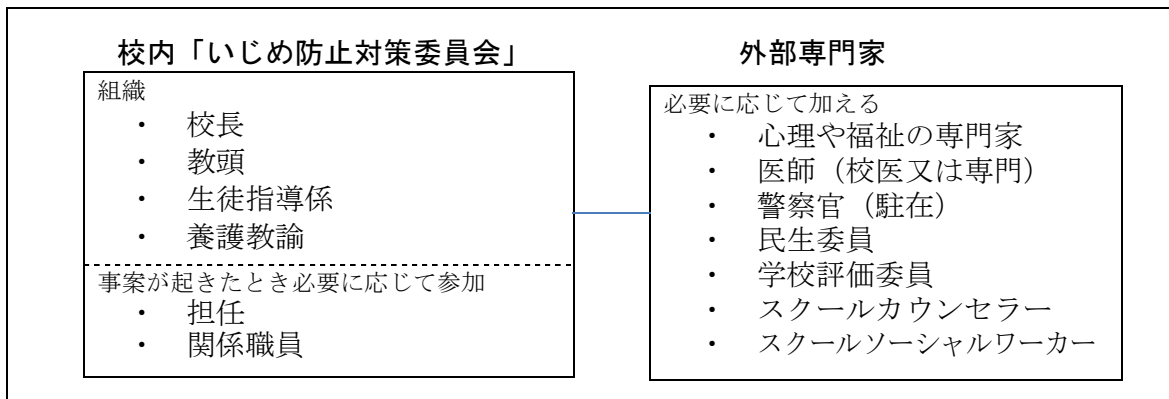 校内「いじめ防止対策委員会」
組織
・ 校長
・ 教頭
・ 生徒指導係
・ 養護教諭
事案が起きたとき必要に応じて参加
・ 担任
・ 関係職員
外部専門家
必要に応じて加える
・ 心理や福祉の専門家
・ 医師（校医又は専門）
・ 警察官（駐在）
・ 民生委員
・ 学校評価委員
・ スクールカウンセラー
・ スクールソーシャルワーカー